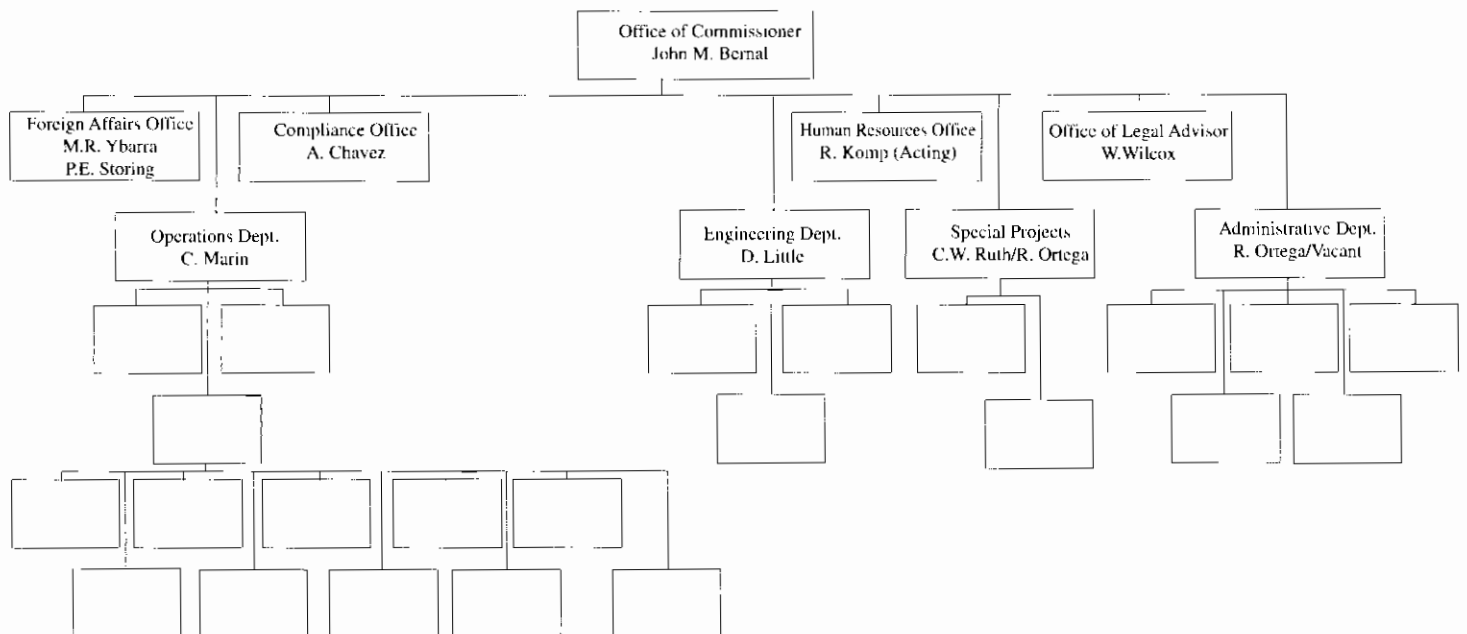 Office of Commissioner
John M. Bernal
Foreign Affairs Office
M.R. Ybarra
P.E. Storing
Compliance Office
A. Chavez
Human Resources Office
R. Komp (Acting)
Office of Legal Advisor
W.Wilcox
Operations Dept.
C. Marin
Engineering Dept.
D. Little
Special Projects
C.W. Ruth/R. Ortega
Administrative Dept.
R. Ortega/Vacant